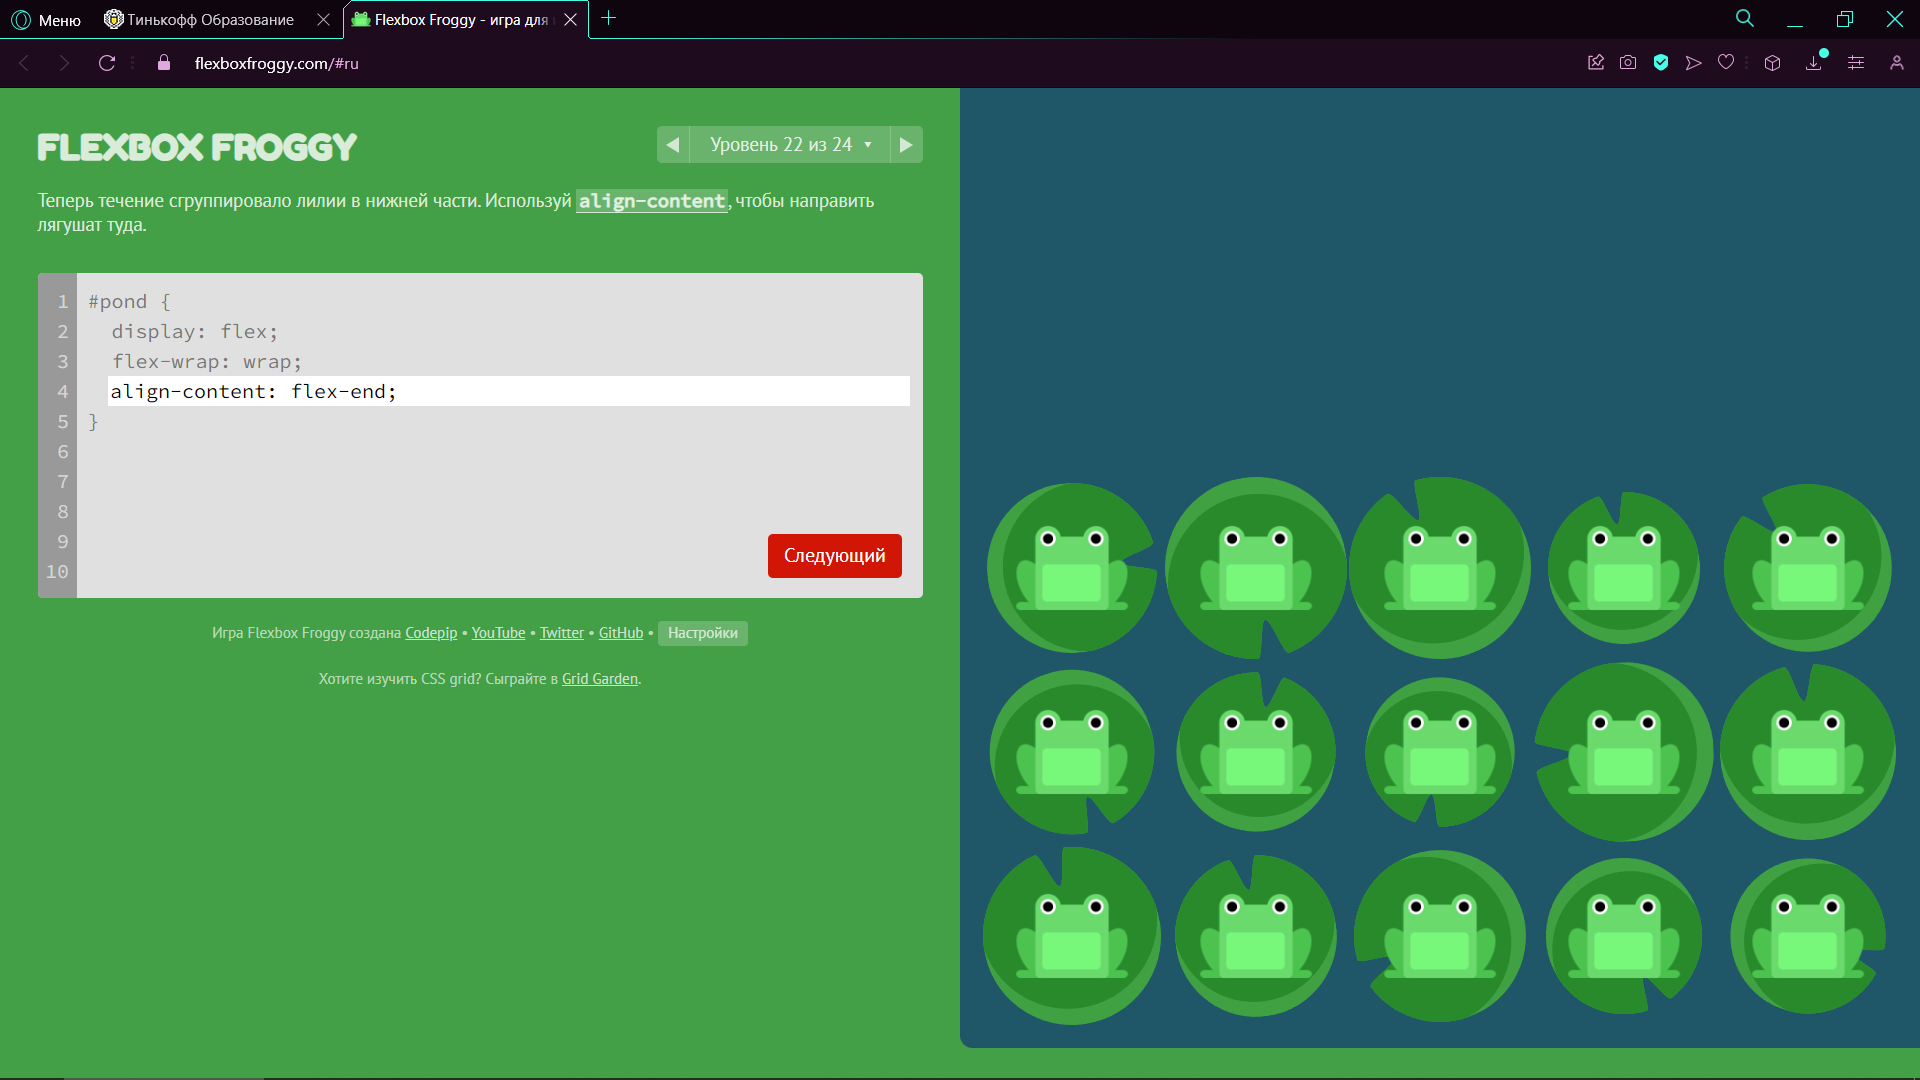 Меню
Тинькофф Образование
Flexbox Froggy - игра для
flexboxfroggy.com/#ru
FLEXBOX FROGGY
◀ Уровень 22 из 24 ▼ ▶
Теперь течение сгруппировало лилии в нижней части. Используй align-content, чтобы направить
лягушат туда.
1 #pond {
2 display: flex;
3 flex-wrap: wrap;
4 align-content: flex-end;
5 }
6
7
8
9
10
Следующий
Игра Flexbox Froggy создана Codepip • YouTube • Twitter • GitHub • Настройки
Хотите изучить CSS grid? Сыграйте в Grid Garden.